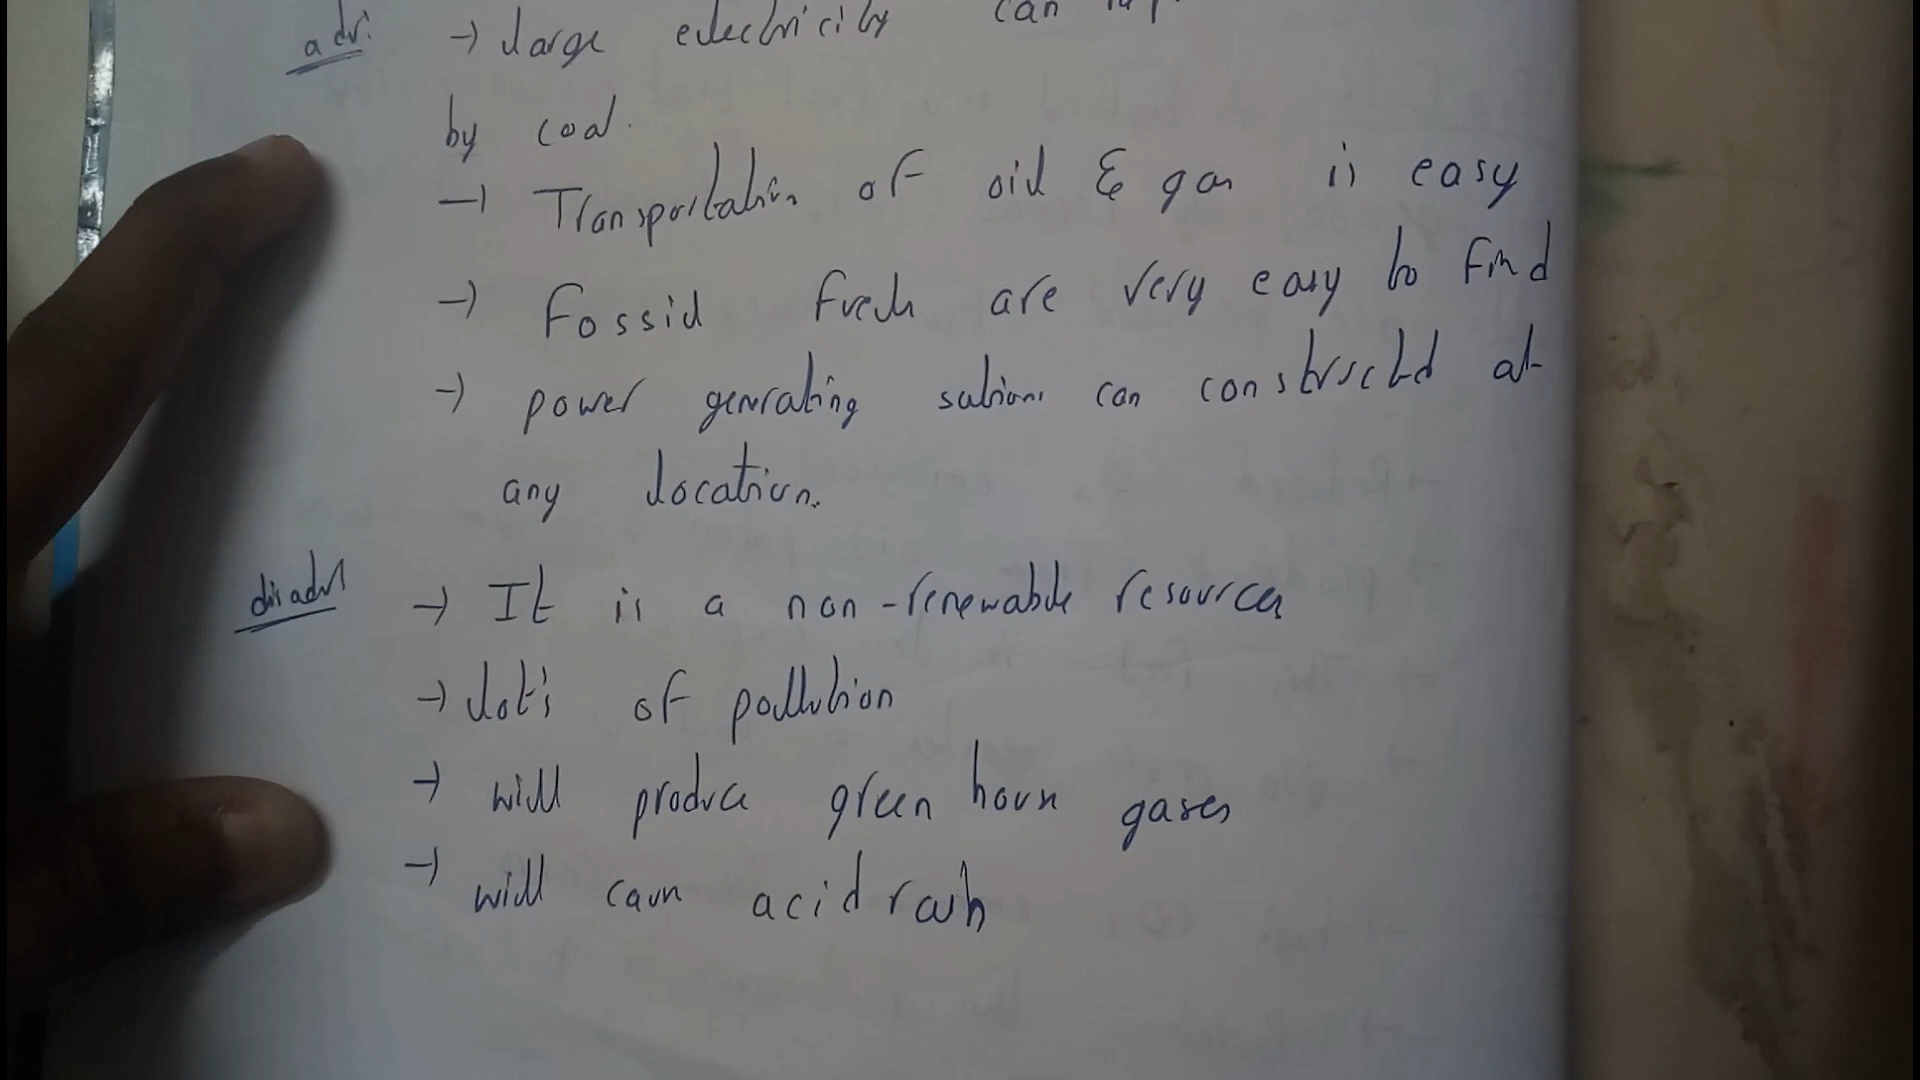 adv. → large electricity can
by coal.
→ Transportation of oil & gas is easy
→ Fossil fuels are very easy to find
→ power generating sations can constructed at
any location.
disadv → It is a non-renewable resources
→ lot's of pollution
→ will produce green house gases
→ will cause acid rain